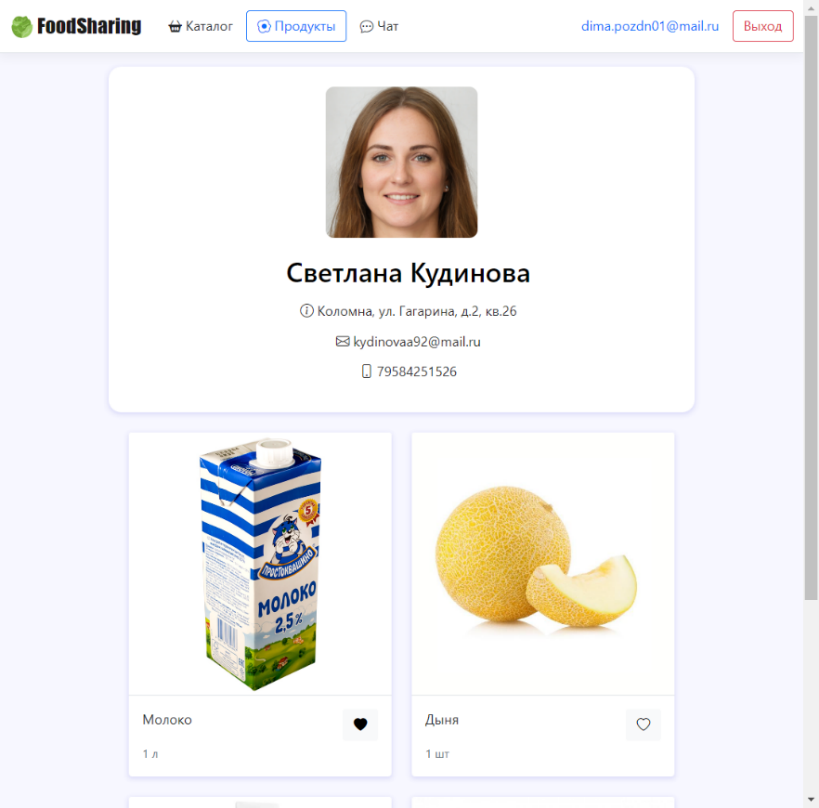 FoodSharing Каталог Продукты Чат dima.pozdn01@mail.ru Выход
Светлана Кудинова
Коломна, ул. Гагарина, д.2, кв.26
kydinovaa92@mail.ru
79584251526
5
ПРОСТОКВАШИНО
МОЛОКО
2,5%
Молоко
1 л
Дыня
1 шт